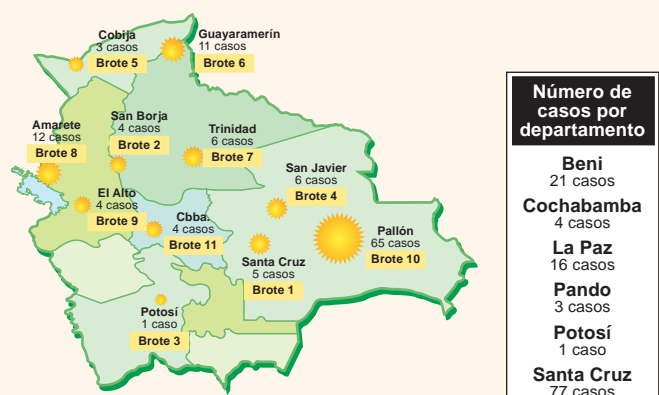 Cobija
3 casos
Brote 5
Guayaramerín
11 casos
Brote 6
Amarete
12 casos
Brote 8
San Borja
4 casos
Brote 2
Trinidad
6 casos
Brote 7
San Javier
6 casos
Brote 4
El Alto
4 casos
Brote 9
Cbba.
4 casos
Brote 11
Pallón
65 casos
Brote 10
Santa Cruz
5 casos
Brote 1
Potosí
1 caso
Brote 3
Número de
casos por
departamento
Beni
21 casos
Cochabamba
4 casos
La Paz
16 casos
Pando
3 casos
Potosí
1 caso
Santa Cruz
77 casos